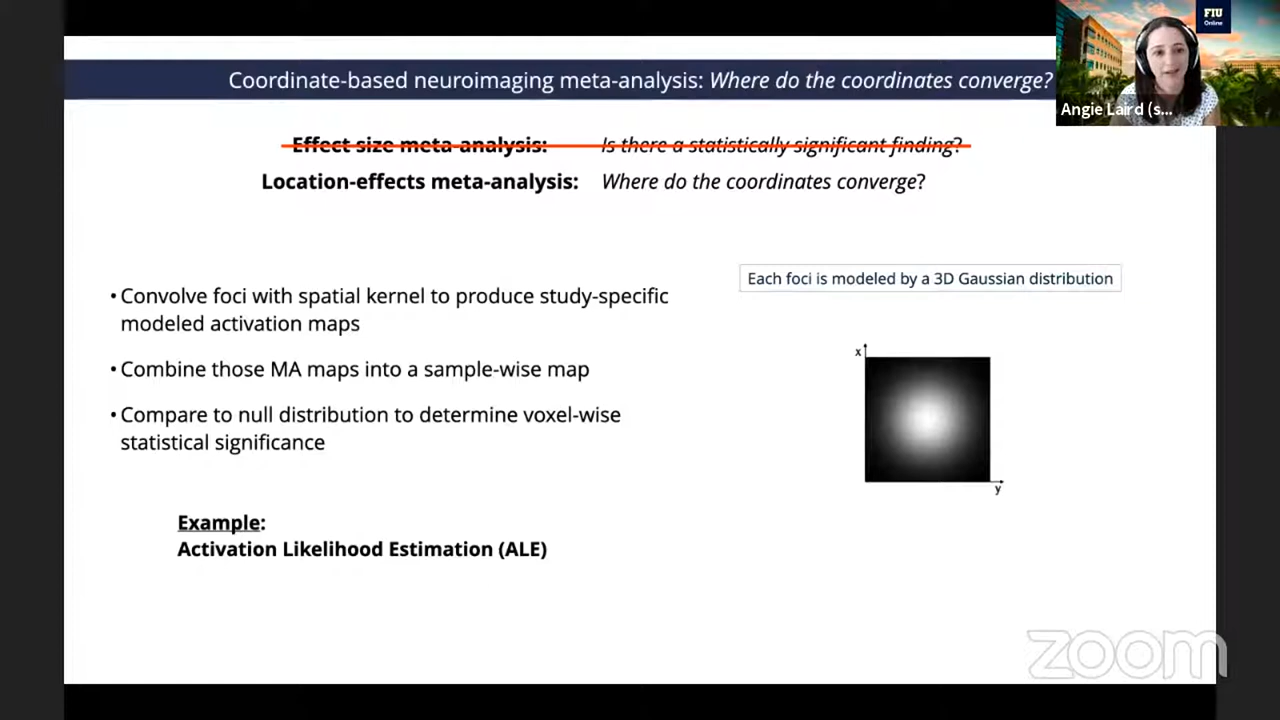 Coordinate-based neuroimaging meta-analysis: Where do the coordinates converge?
FIU
Online
Angie Laird (s...
Effect size meta-analysis: Is there a statistically significant finding?
Location-effects meta-analysis: Where do the coordinates converge?
• Convolve foci with spatial kernel to produce study-specific
modeled activation maps
• Combine those MA maps into a sample-wise map
• Compare to null distribution to determine voxel-wise
statistical significance
Example:
Activation Likelihood Estimation (ALE)
Each foci is modeled by a 3D Gaussian distribution
x
y
zoom